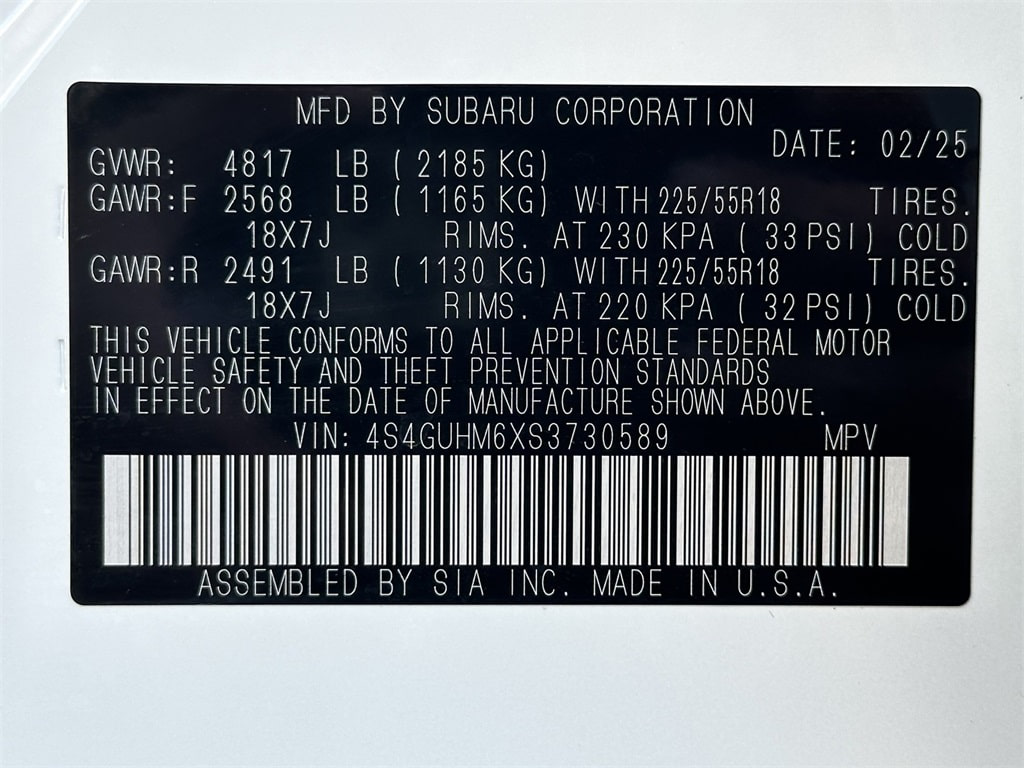 MFD BY SUBARU CORPORATION
DATE: 02/25
GVWR: 4817 LB ( 2185 KG)
GAWR:F 2568 LB ( 1165 KG) WITH 225/55R18 TIRES.
18X7J RIMS. AT 230 KPA ( 33 PSI) COLD
GAWR:R 2491 LB ( 1130 KG) WITH 225/55R18 TIRES.
18X7J RIMS. AT 220 KPA ( 32 PSI) COLD
THIS VEHICLE CONFORMS TO ALL APPLICABLE FEDERAL MOTOR
VEHICLE SAFETY AND THEFT PREVENTION STANDARDS
IN EFFECT ON THE DATE OF MANUFACTURE SHOWN ABOVE.
VIN: 4S4GUHM6XS3730589 MPV
ASSEMBLED BY SIA INC. MADE IN U.S.A.